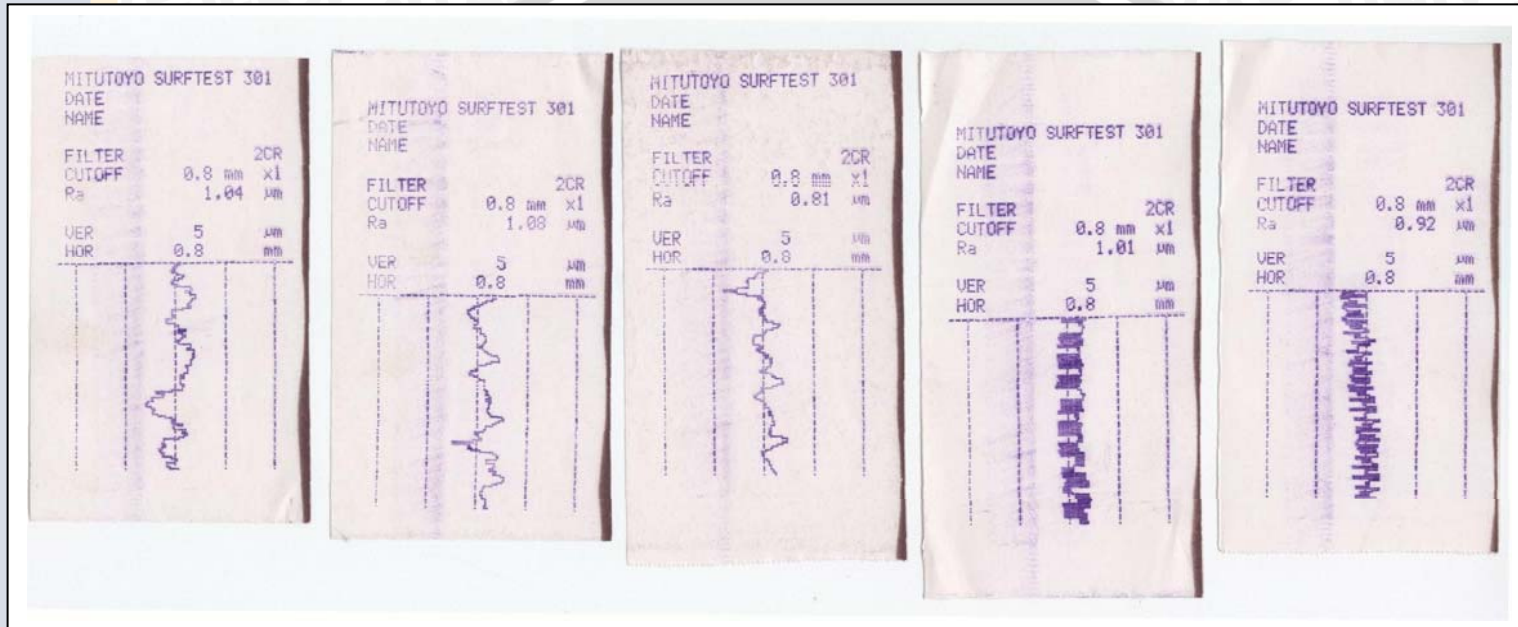 MITUTOYO SURFTEST 301
DATE
NAME
FILTER 2CR
CUTOFF 0.8 mm x1
Ra 1.04 µm
VER 5 µm
HOR 0.8 mm
MITUTOYO SURFTEST 301
DATE
NAME
FILTER 2CR
CUTOFF 0.8 mm x1
Ra 1.08 µm
VER 5 µm
HOR 0.8 mm
MITUTOYO SURFTEST 301
DATE
NAME
FILTER 2CR
CUTOFF 0.8 mm x1
Ra 0.81 µm
VER 5 µm
HOR 0.8 mm
MITUTOYO SURFTEST 301
DATE
NAME
FILTER 2CR
CUTOFF 0.8 mm x1
Ra 1.01 µm
VER 5 µm
HOR 0.8 mm
MITUTOYO SURFTEST 301
DATE
NAME
FILTER 2CR
CUTOFF 0.8 mm x1
Ra 0.92 µm
VER 5 µm
HOR 0.8 mm